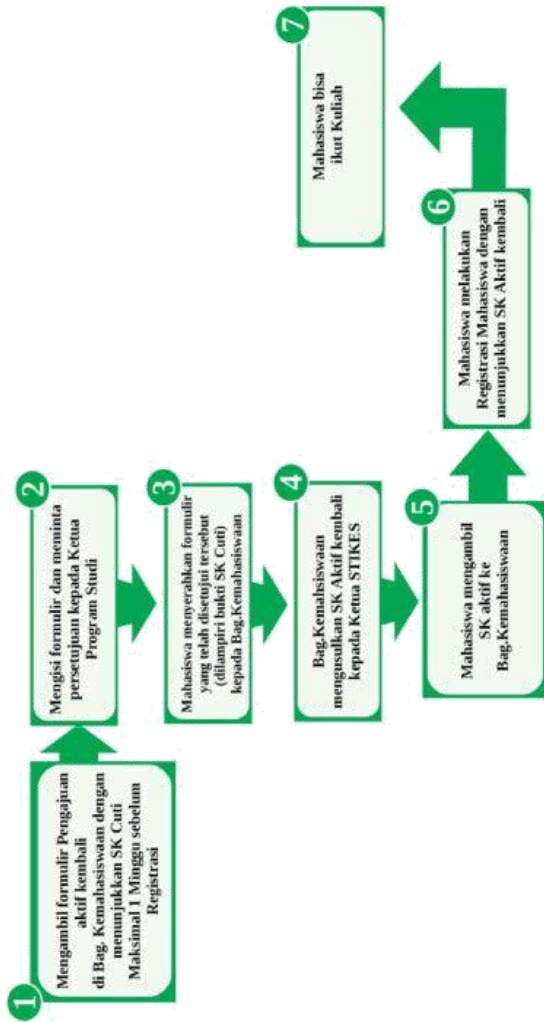 1
Mengambil formulir Pengajuan
aktif kembali
di Bag. Kemahasiswaan dengan
menunjukkan SK Cuti
Maksimal 1 Minggu sebelum
Registrasi
2
Mengisi formulir dan meminta
persetujuan kepada Ketua
Program Studi
3
Mahasiswa menyerahkan formulir
yang telah disetujui tersebut
(dilampiri bukti SK Cuti)
kepada Bag.Kemahasiswaan
4
Bag.Kemahsiswaan
mengusulkan SK Aktif kembali
kepada Ketua STIKES
5
Mahasiswa mengambil
SK aktif ke
Bag.Kemahasiswaan
6
Mahasiswa melakukan
Registrasi Mahasiswa dengan
menunjukkan SK Aktif kembali
7
Mahasiswa bisa
ikut Kuliah